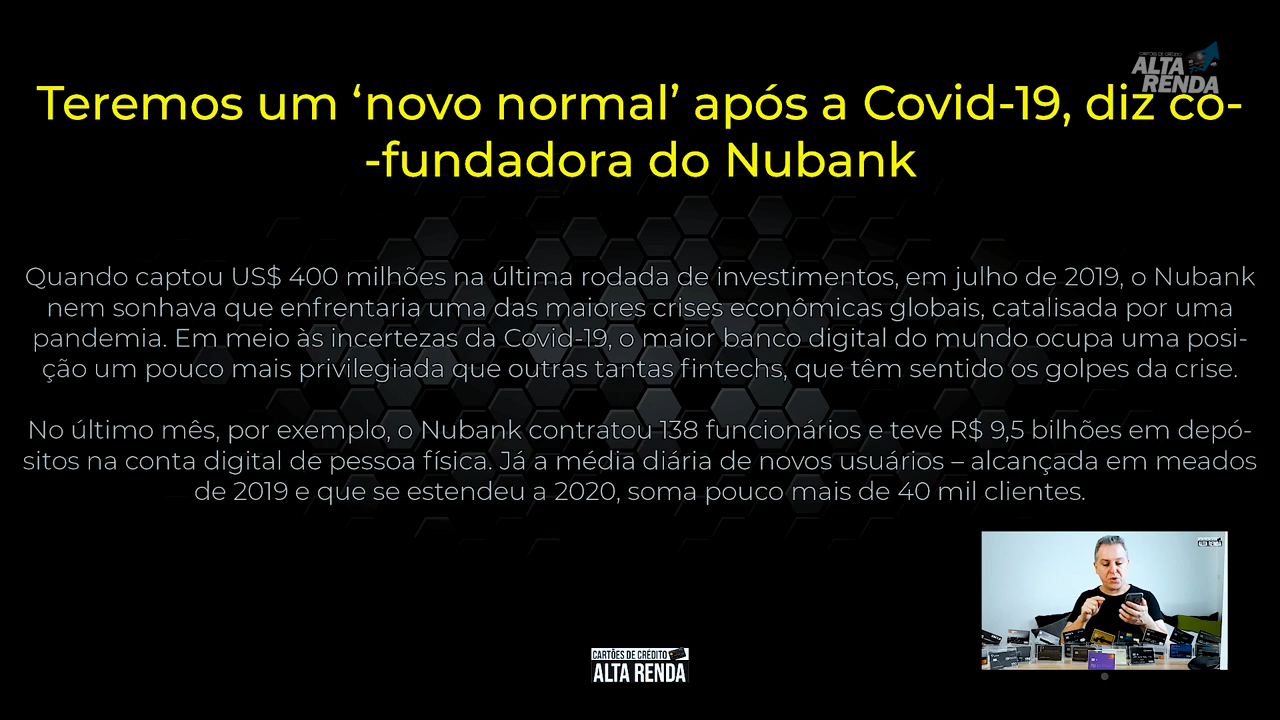 ALTA
RENDA
Teremos um ‘novo normal’ após a Covid-19, diz co-
-fundadora do Nubank
Quando captou US$ 400 milhões na última rodada de investimentos, em julho de 2019, o Nubank
nem sonhava que enfrentaria uma das maiores crises econômicas globais, catalisada por uma
pandemia. Em meio às incertezas da Covid-19, o maior banco digital do mundo ocupa uma posi-
ção um pouco mais privilegiada que outras tantas fintechs, que têm sentido os golpes da crise.
No último mês, por exemplo, o Nubank contratou 138 funcionários e teve R$ 9,5 bilhões em depó-
sitos na conta digital de pessoa física. Já a média diária de novos usuários – alcançada em meados
de 2019 e que se estendeu a 2020, soma pouco mais de 40 mil clientes.
ALTA RENDA
CARTÕES DE CRÉDITO
ALTA RENDA